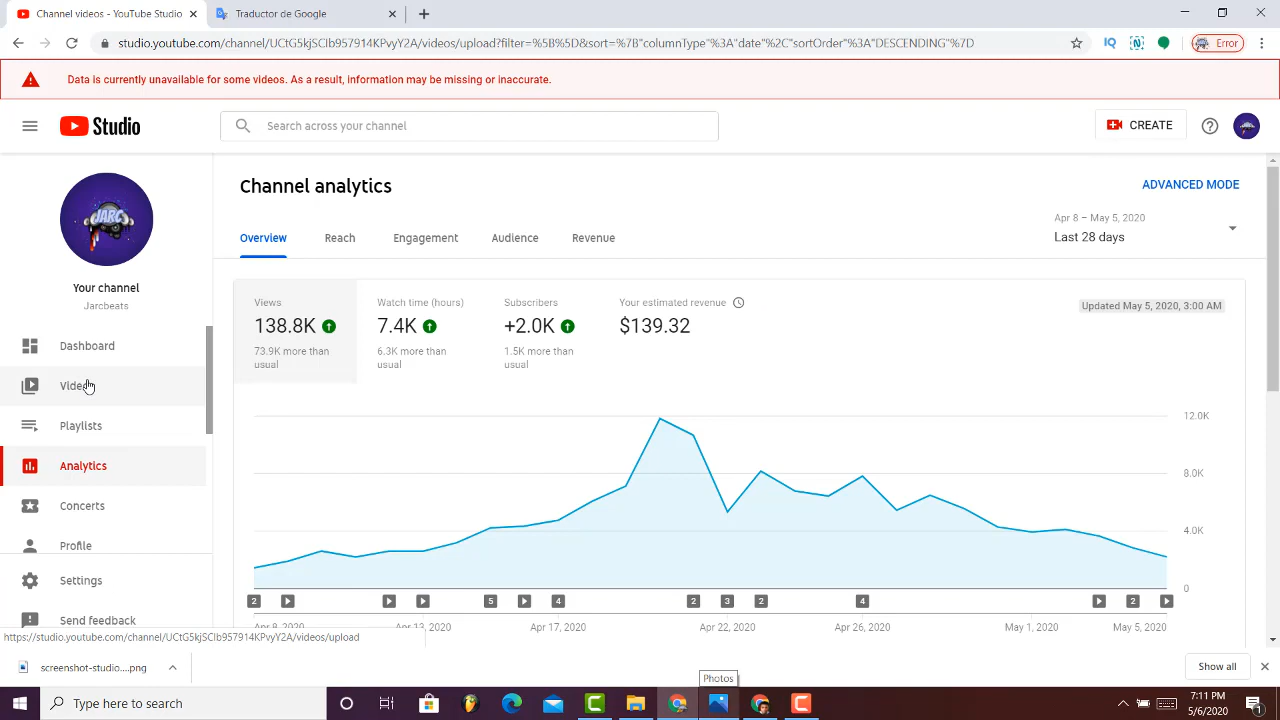 Channel videos - YouTube Studio
Traductor de Google
studio.youtube.com/channel/UCtG5kjSClb957914KPvyY2A/videos/upload?filter=%5B%5D&sort=%7B"columnType"%3A"date"%2C"sortOrder"%3A"DESCENDING"%7D
IQ
N
Error
Data is currently unavailable for some videos. As a result, information may be missing or inaccurate.
Studio
Search across your channel
CREATE
JARC
Your channel
Jarcbeats
Dashboard
Playlists
Analytics
Concerts
Profile
Settings
Send feedback
https://studio.youtube.com/channel/UCtG5kjSClb957914KPvyY2A/videos/upload
Channel analytics
ADVANCED MODE
Overview
Reach
Engagement
Audience
Revenue
Apr 8 – May 5, 2020
Last 28 days
Views
138.8K
73.9K more than
usual
Watch time (hours)
7.4K
6.3K more than
usual
Subscribers
+2.0K
1.5K more than
usual
Your estimated revenue
$139.32
Updated May 5, 2020, 3:00 AM
12.0K
8.0K
4.0K
0
2 5 4 2 3 2 4 2
Apr 8, 2020 Apr 13, 2020 Apr 17, 2020 Apr 22, 2020 Apr 26, 2020 May 1, 2020 May 5, 2020
screenshot-studio....png
Show all
Photos
Type here to search
7:11 PM
5/6/2020
1